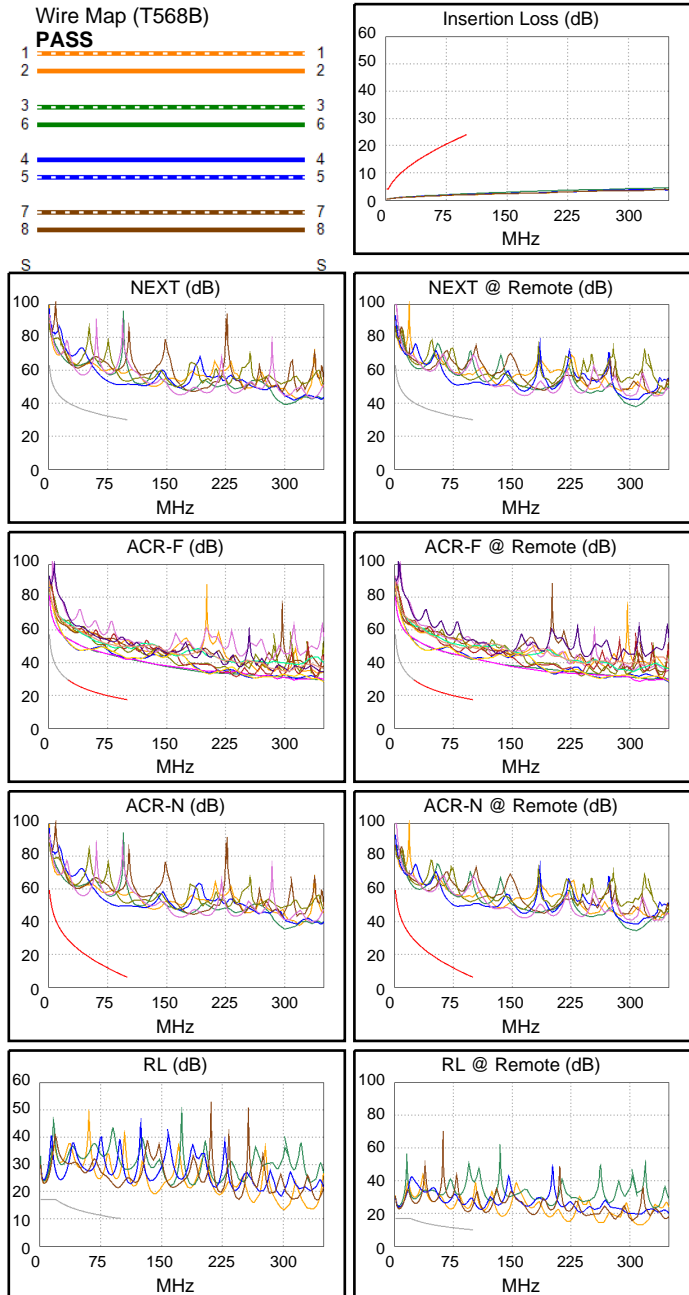 Wire Map (T568B)
PASS
1 1
2 2
3 3
6 6
4 4
5 5
7 7
8 8
S S
Insertion Loss (dB)
60
50
40
30
20
10
0
0 75 150 225 300
MHz
NEXT (dB)
100
80
60
40
20
0
0 75 150 225 300
MHz
NEXT @ Remote (dB)
100
80
60
40
20
0
0 75 150 225 300
MHz
ACR-F (dB)
100
80
60
40
20
0
0 75 150 225 300
MHz
ACR-F @ Remote (dB)
100
80
60
40
20
0
0 75 150 225 300
MHz
ACR-N (dB)
100
80
60
40
20
0
0 75 150 225 300
MHz
ACR-N @ Remote (dB)
100
80
60
40
20
0
0 75 150 225 300
MHz
RL (dB)
60
50
40
30
20
10
0
0 75 150 225 300
MHz
RL @ Remote (dB)
100
80
60
40
20
0
0 75 150 225 300
MHz